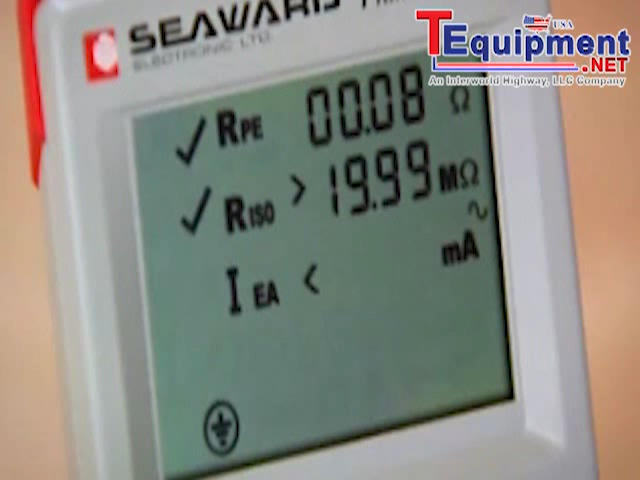 SEAWARD
ELECTRONIC LTD.
TEquipment
USA
.NET
An Interworld Highway, LLC Company
✓ RPE 00.08 Ω
✓ RISO > 19.99 MΩ
IEA < ~ mA